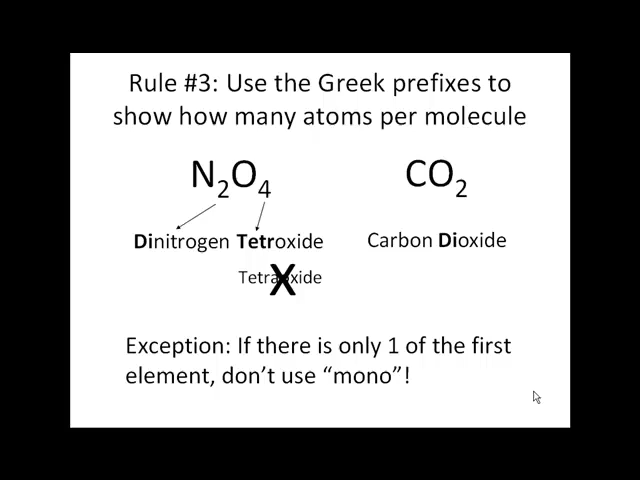 Rule #3: Use the Greek prefixes to
show how many atoms per molecule
N₂O₄ CO₂
Dinitrogen Tetroxide Carbon Dioxide
Tetraoxide
X
Exception: If there is only 1 of the first
element, don’t use “mono”!